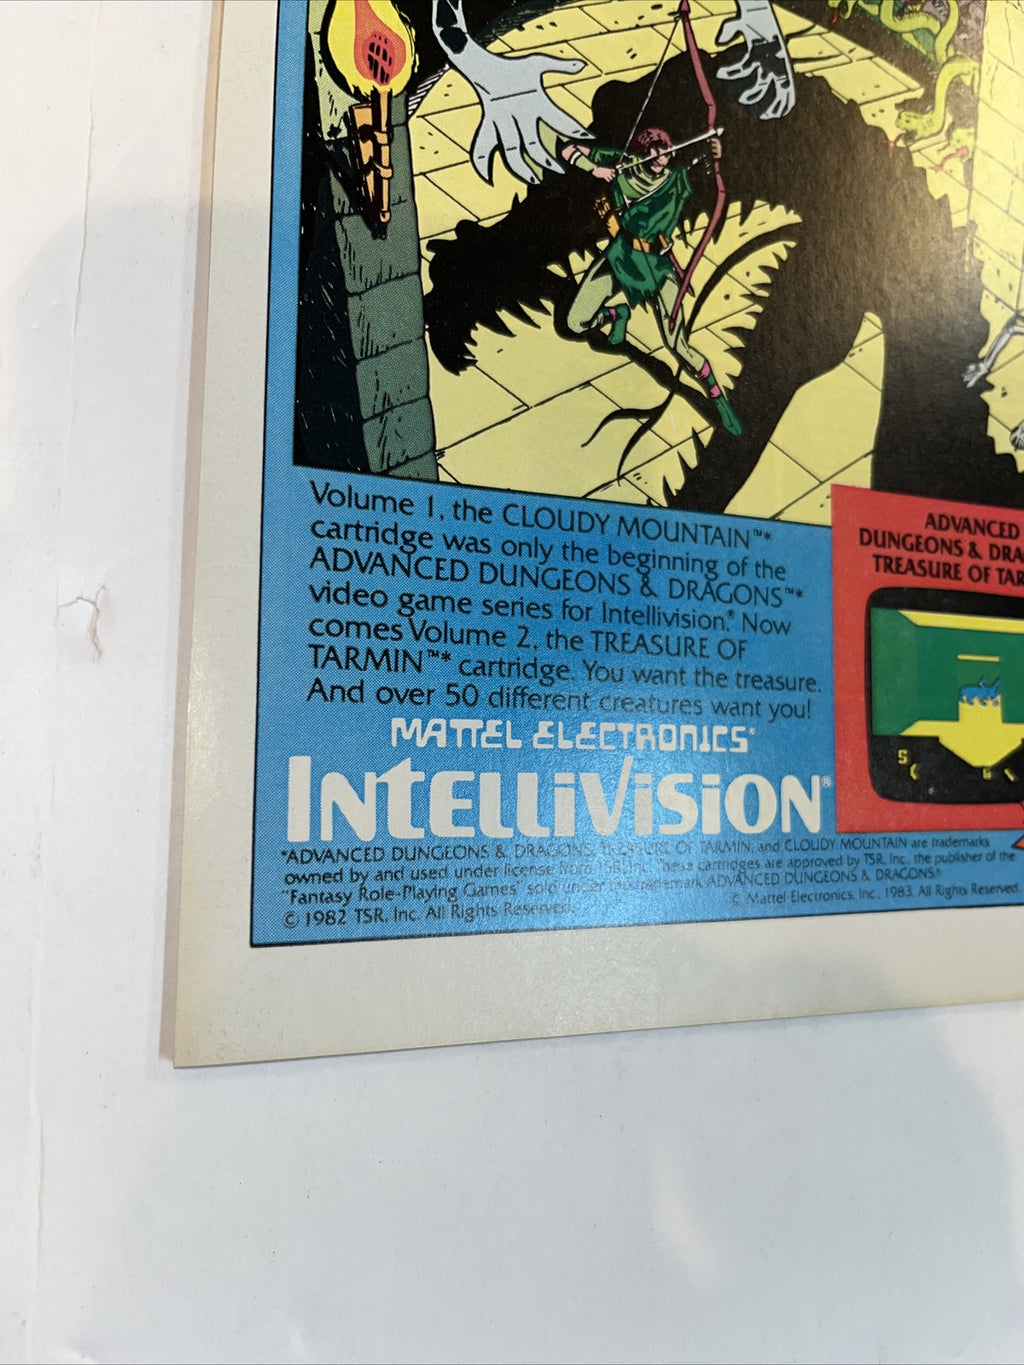 Volume 1, the CLOUDY MOUNTAIN™*
cartridge was only the beginning of the
ADVANCED DUNGEONS & DRAGONS™*
video game series for Intellivision.® Now
comes Volume 2, the TREASURE OF
TARMIN™* cartridge. You want the treasure.
And over 50 different creatures want you!
MATTEL ELECTRONICS®
INTELLIVISION®
ADVANCED
DUNGEONS & DRA
TREASURE OF TAR
5
*ADVANCED DUNGEONS & DRAGONS, TREASURE OF TARMIN, and CLOUDY MOUNTAIN are trademarks
owned by and used under license from TSR, Inc. These cartridges are approved by TSR, Inc., the publisher of the
"Fantasy Role-Playing Games" sold under the trademark ADVANCED DUNGEONS & DRAGONS.®
© 1982 TSR, Inc. All Rights Reserved.
© Mattel Electronics, Inc. 1983. All Rights Reserved.